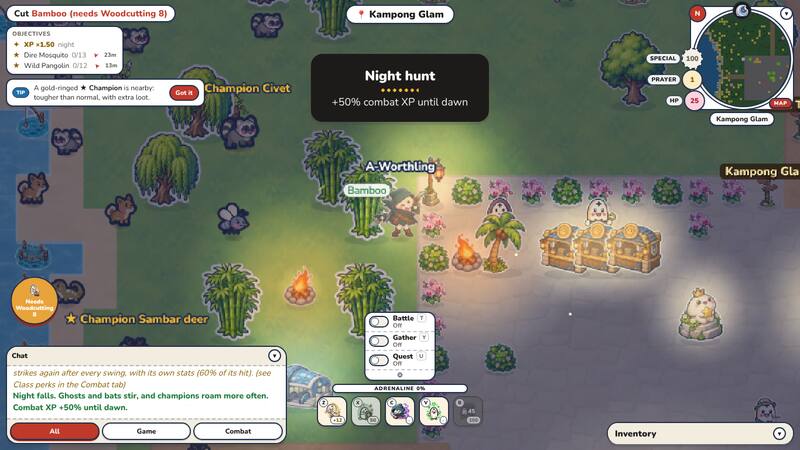 Cut Bamboo (needs Woodcutting 8)
OBJECTIVES
XP ×1.50 night
Dire Mosquito 0/13 23m
Wild Pangolin 0/12 13m
TIP
A gold-ringed ★ Champion is nearby:
tougher than normal, with extra loot.
Got it
Champion Civet
Kampong Glam
Night hunt
+50% combat XP until dawn
A-Worthling
Bamboo
N
SPECIAL 100
PRAYER 1
HP 25
MAP
Kampong Glam
Kampong Gla
Needs
Woodcutting
8
★ Champion Sambar deer
Battle T
Off
Gather Y
Off
Quest U
Off
ADRENALINE 0%
Z
+12
X
50
C
V
B
45
100
Chat
strikes again after every swing, with its own stats (60% of its hit). (see
Class perks in the Combat tab)
Night falls. Ghosts and bats stir, and champions roam more often.
Combat XP +50% until dawn.
All
Game
Combat
Inventory